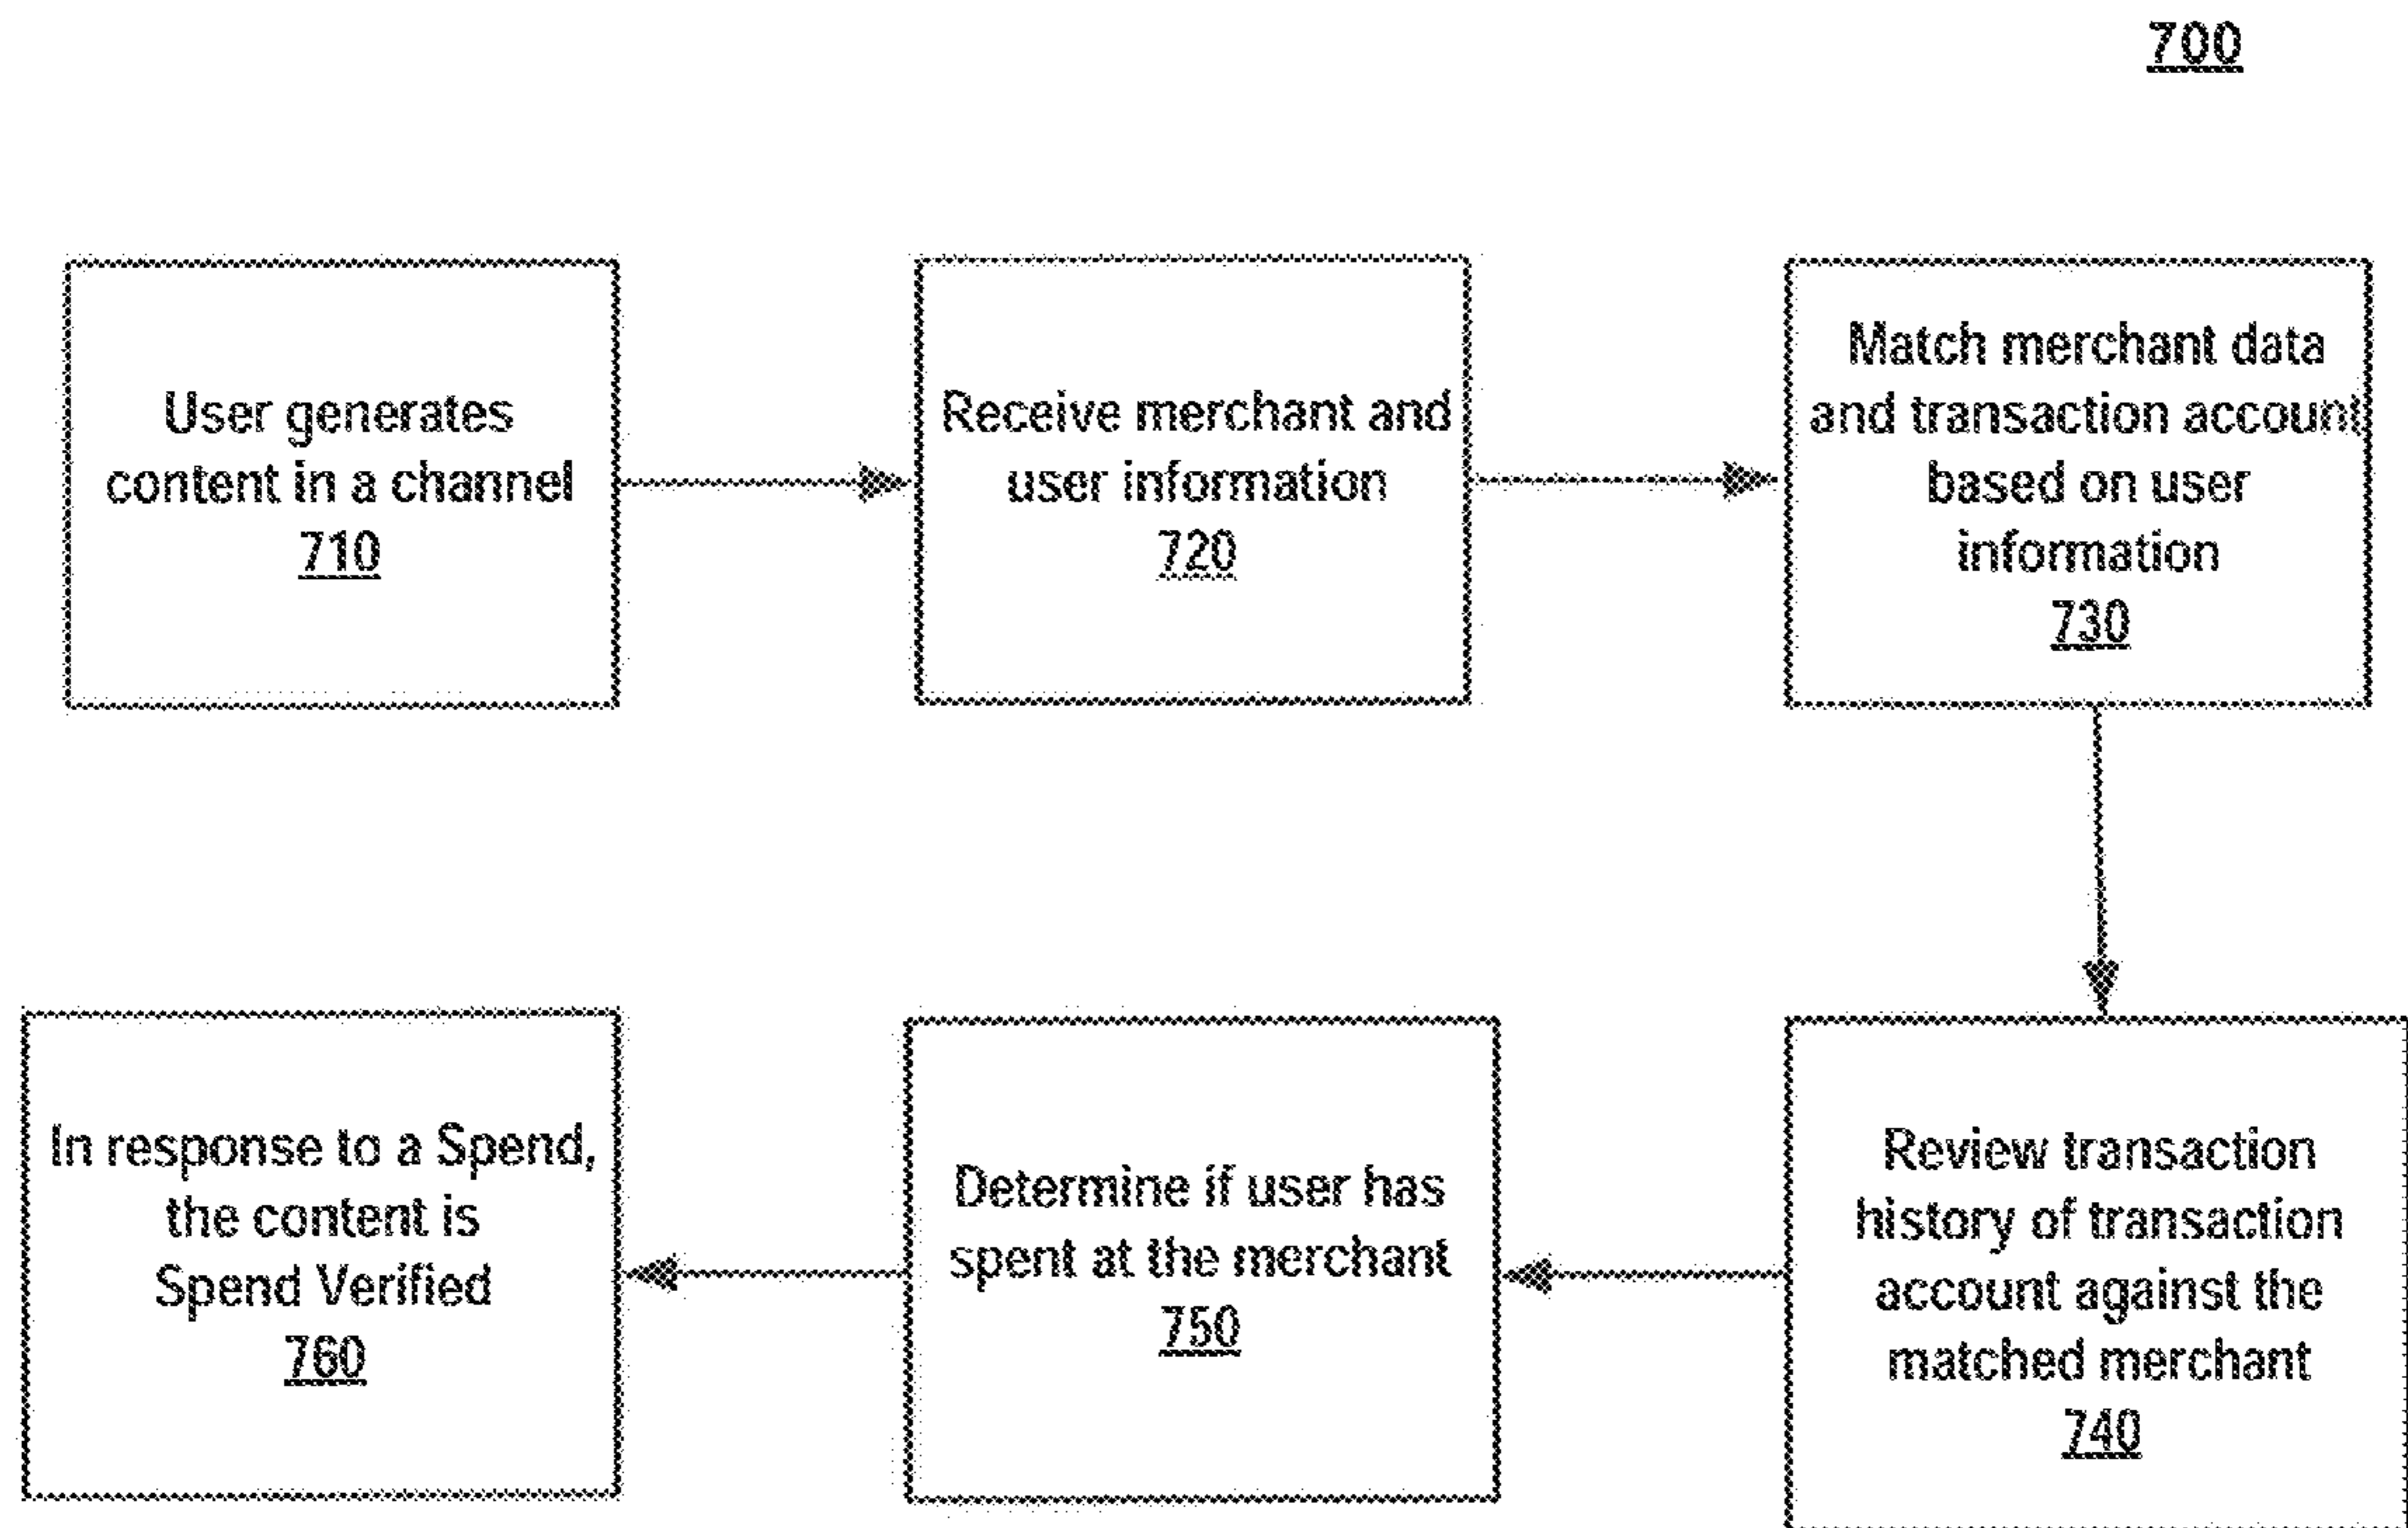 700
User generates
content in a channel
710
Receive merchant and
user information
720
Match merchant data
and transaction account
based on user
information
730
Review transaction
history of transaction
account against the
matched merchant
740
Determine if user has
spent at the merchant
750
In response to a Spend,
the content is
Spend Verified
760